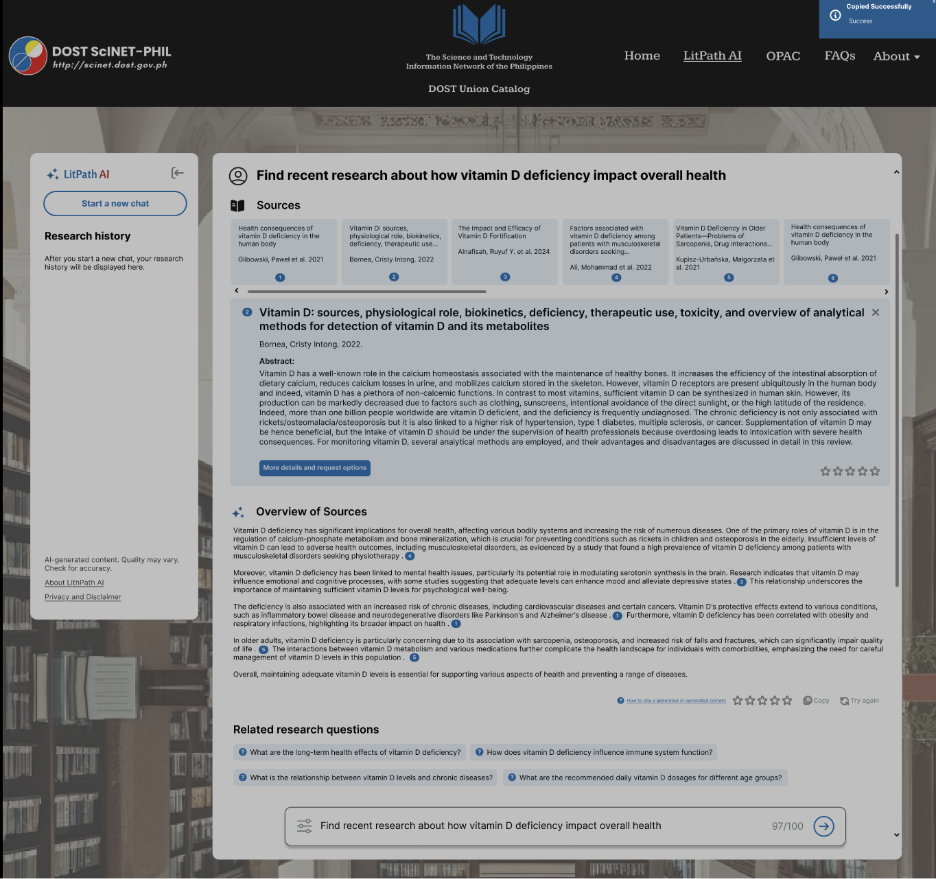 Copied Successfully
Success
DOST SciNET-PHIL
http://scinet.dost.gov.ph
The Science and Technology
Information Network of the Philippines
DOST Union Catalog
Home
LitPath AI
OPAC
FAQs
About
LitPath AI
Start a new chat
Research history
After you start a new chat, your research
history will be displayed here.
AI-generated content. Quality may vary.
Check for accuracy.
About LitPath AI
Privacy and Disclaimer
Find recent research about how vitamin D deficiency impact overall health
Sources
Health consequences of
vitamin D deficiency in the
human body
Glibowski, Pawel et al. 2021
1
Vitamin D: sources,
physiological role, biokinetics,
deficiency, therapeutic use...
Bornea, Cristy Intong. 2022
2
The Impact and Efficacy of
Vitamin D Fortification
Alnafisah, Ruyuf Y. et al. 2024
3
Factors associated with
vitamin D deficiency among
patients with musculoskeletal
disorders seeking...
Ali, Mohammad et al. 2022
4
Vitamin D Deficiency in Older
Patients—Problems of
Sarcopenia, Drug Interactions...
Kupisz-Urbańska, Malgorzata et
al. 2021
5
Health consequences of
vitamin D deficiency in the
human body
Glibowski, Pawel et al. 2021
6
2 Vitamin D: sources, physiological role, biokinetics, deficiency, therapeutic use, toxicity, and overview of analytical
methods for detection of vitamin D and its metabolites
Bornea, Cristy Intong. 2022.
Abstract:
Vitamin D has a well-known role in the calcium homeostasis associated with the maintenance of healthy bones. It increases the efficiency of the intestinal absorption of
dietary calcium, reduces calcium losses in urine, and mobilizes calcium stored in the skeleton. However, vitamin D receptors are present ubiquitously in the human body
and indeed, vitamin D has a plethora of non-calcemic functions. In contrast to most vitamins, sufficient vitamin D can be synthesized in human skin. However, its
production can be markedly decreased due to factors such as clothing, sunscreens, intentional avoidance of the direct sunlight, or the high latitude of the residence.
Indeed, more than one billion people worldwide are vitamin D deficient, and the deficiency is frequently undiagnosed. The chronic deficiency is not only associated with
rickets/osteomalacia/osteoporosis but it is also linked to a higher risk of hypertension, type 1 diabetes, multiple sclerosis, or cancer. Supplementation of vitamin D may
be hence beneficial, but the intake of vitamin D should be under the supervision of health professionals because overdosing leads to intoxication with severe health
consequences. For monitoring vitamin D, several analytical methods are employed, and their advantages and disadvantages are discussed in detail in this review.
More details and request options
Overview of Sources
Vitamin D deficiency has significant implications for overall health, affecting various bodily systems and increasing the risk of numerous diseases. One of the primary roles of vitamin D is in the
regulation of calcium-phosphate metabolism and bone mineralization, which is crucial for preventing conditions such as rickets in children and osteoporosis in the elderly. Insufficient levels of
vitamin D can lead to adverse health outcomes, including musculoskeletal disorders, as evidenced by a study that found a high prevalence of vitamin D deficiency among patients with
musculoskeletal disorders seeking physiotherapy . 4
Moreover, vitamin D deficiency has been linked to mental health issues, particularly its potential role in modulating serotonin synthesis in the brain. Research indicates that vitamin D may
influence emotional and cognitive processes, with some studies suggesting that adequate levels can enhance mood and alleviate depressive states . 2 This relationship underscores the
importance of maintaining sufficient vitamin D levels for psychological well-being.
The deficiency is also associated with an increased risk of chronic diseases, including cardiovascular diseases and certain cancers. Vitamin D's protective effects extend to various conditions,
such as inflammatory bowel disease and neurodegenerative disorders like Parkinson's and Alzheimer's disease . 1 Furthermore, vitamin D deficiency has been correlated with obesity and
respiratory infections, highlighting its broader impact on health . 1
In older adults, vitamin D deficiency is particularly concerning due to its association with sarcopenia, osteoporosis, and increased risk of falls and fractures, which can significantly impair quality
of life . 5 The interactions between vitamin D metabolism and various medications further complicate the health landscape for individuals with comorbidities, emphasizing the need for careful
management of vitamin D levels in this population . 5
Overall, maintaining adequate vitamin D levels is essential for supporting various aspects of health and preventing a range of diseases.
How to cite a generated AI-generated content
Copy
Try again
Related research questions
What are the long-term health effects of vitamin D deficiency?
How does vitamin D deficiency influence immune system function?
What is the relationship between vitamin D levels and chronic diseases?
What are the recommended daily vitamin D dosages for different age groups?
Find recent research about how vitamin D deficiency impact overall health
97/100